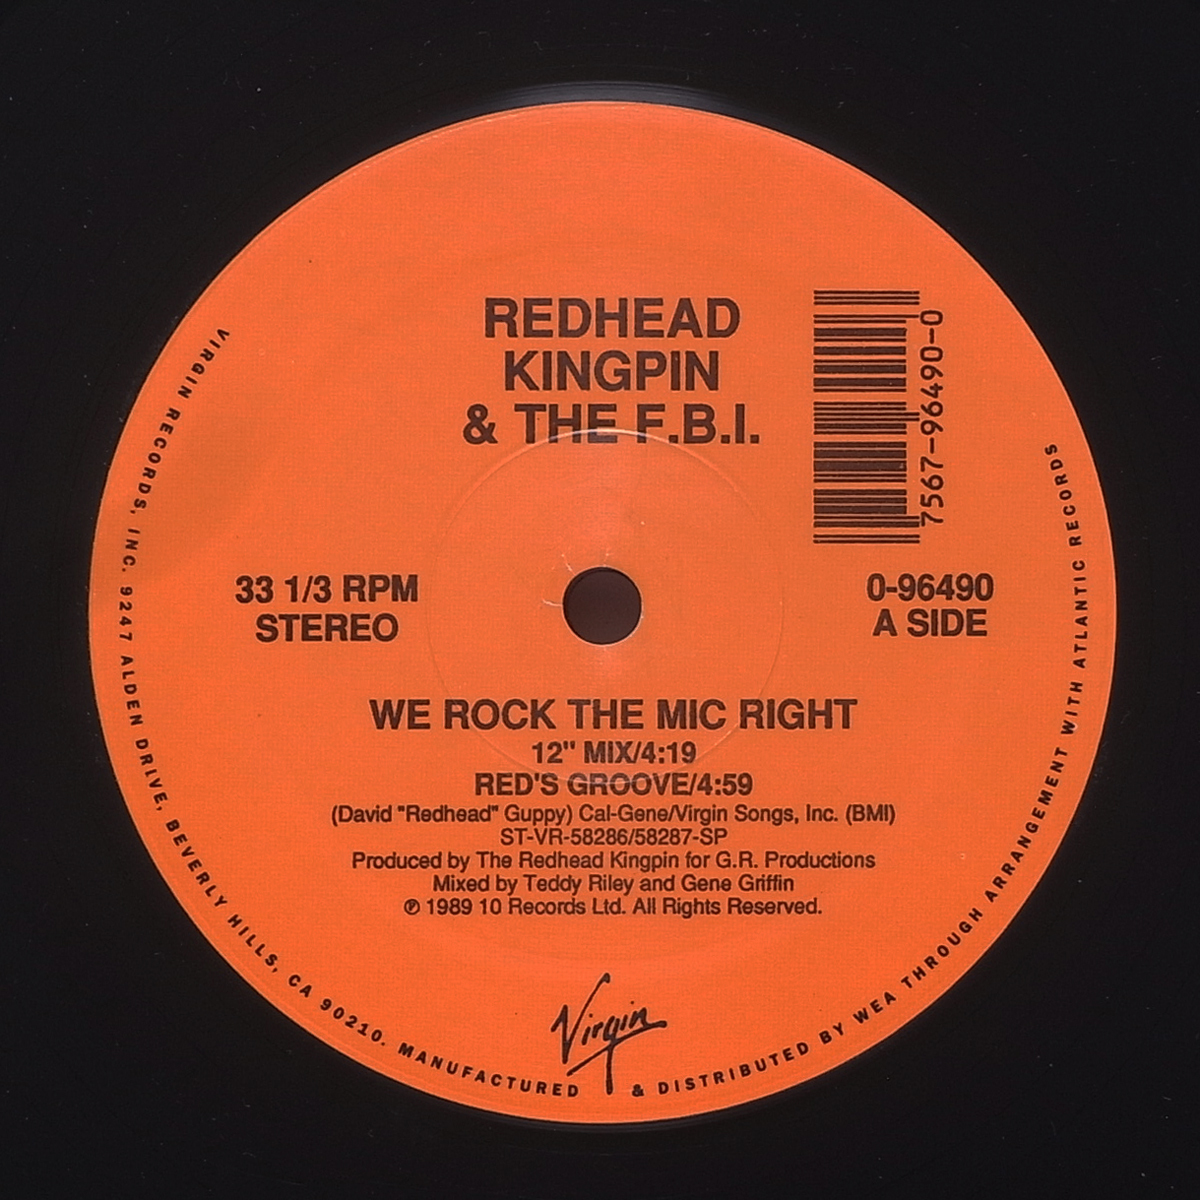 REDHEAD
KINGPIN
& THE F.B.I.
7567-96490-0
33 1/3 RPM
STEREO
0-96490
A SIDE
WE ROCK THE MIC RIGHT
12" MIX/4:19
RED'S GROOVE/4:59
(David "Redhead" Guppy) Cal-Gene/Virgin Songs, Inc. (BMI)
ST-VR-58286/58287-SP
Produced by The Redhead Kingpin for G.R. Productions
Mixed by Teddy Riley and Gene Griffin
℗ 1989 10 Records Ltd. All Rights Reserved.
Virgin
VIRGIN RECORDS, INC. 9247 ALDEN DRIVE, BEVERLY HILLS, CA 90210. MANUFACTURED & DISTRIBUTED BY WEA THROUGH ARRANGEMENT WITH ATLANTIC RECORDS